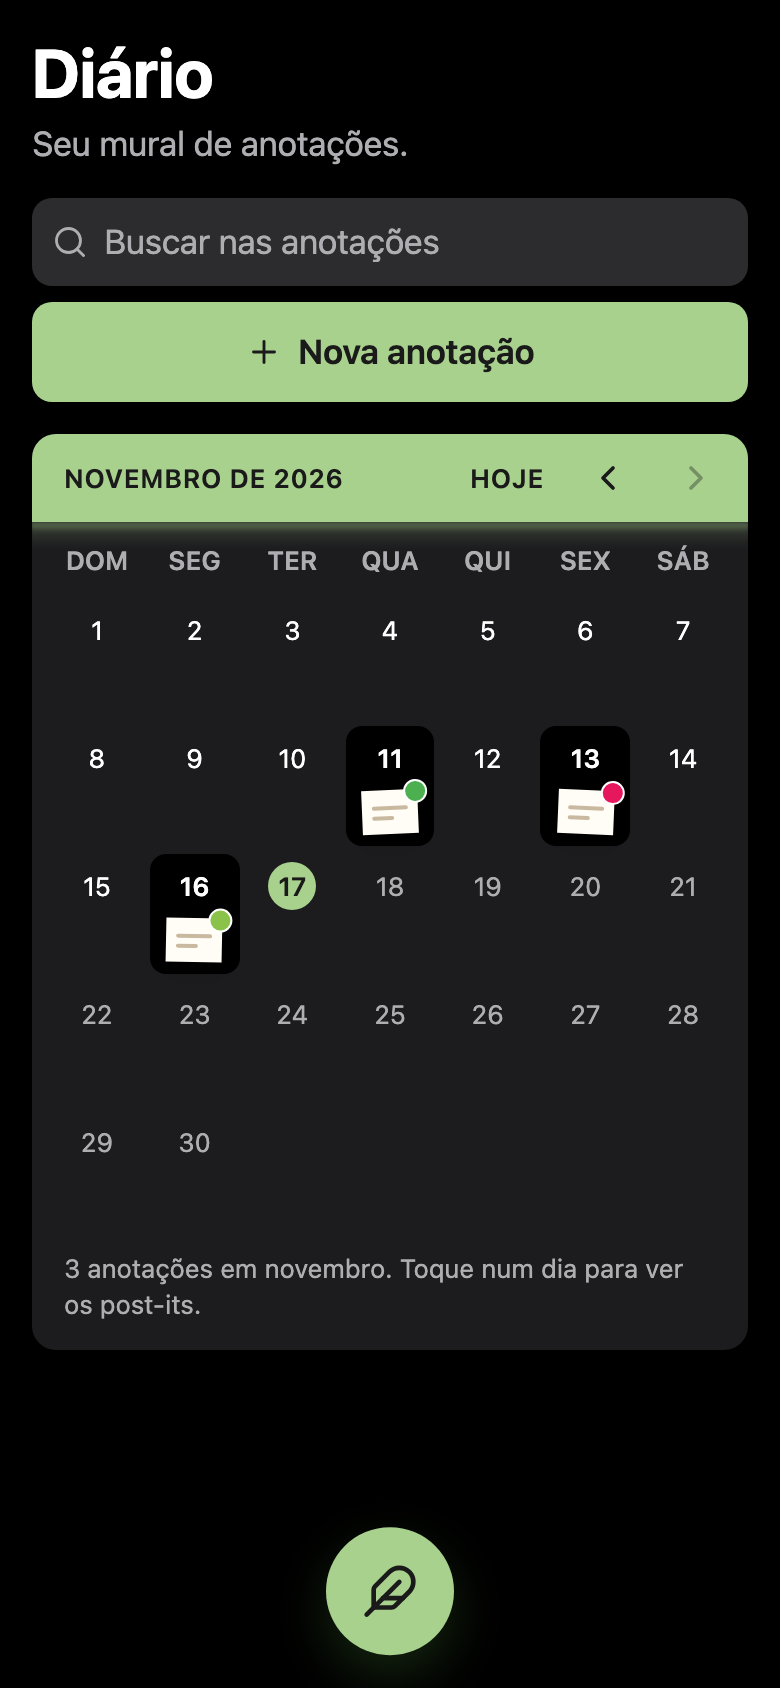 Diário
Seu mural de anotações.
Buscar nas anotações
Nova anotação
NOVEMBRO DE 2026 HOJE
DOM SEG TER QUA QUI SEX SÁB
1 2 3 4 5 6 7
8 9 10 11 12 13 14
15 16 17 18 19 20 21
22 23 24 25 26 27 28
29 30
3 anotações em novembro. Toque num dia para ver
os post-its.